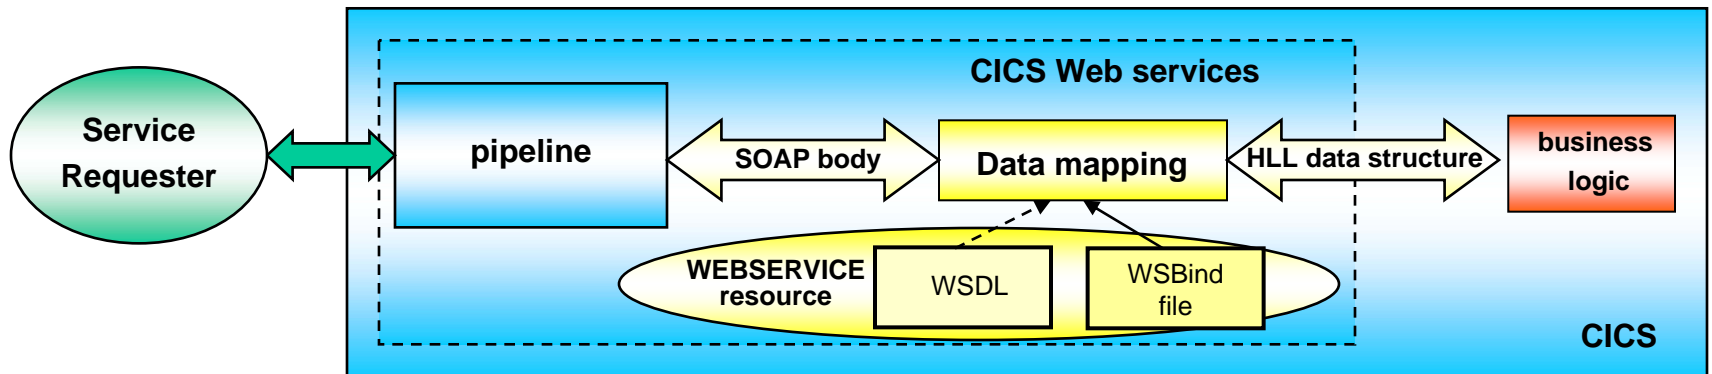 CICS Web services
Service
Requester
pipeline
SOAP body
Data mapping
HLL data structure
business
logic
WEBSERVICE
resource
WSDL
WSBind
file
CICS